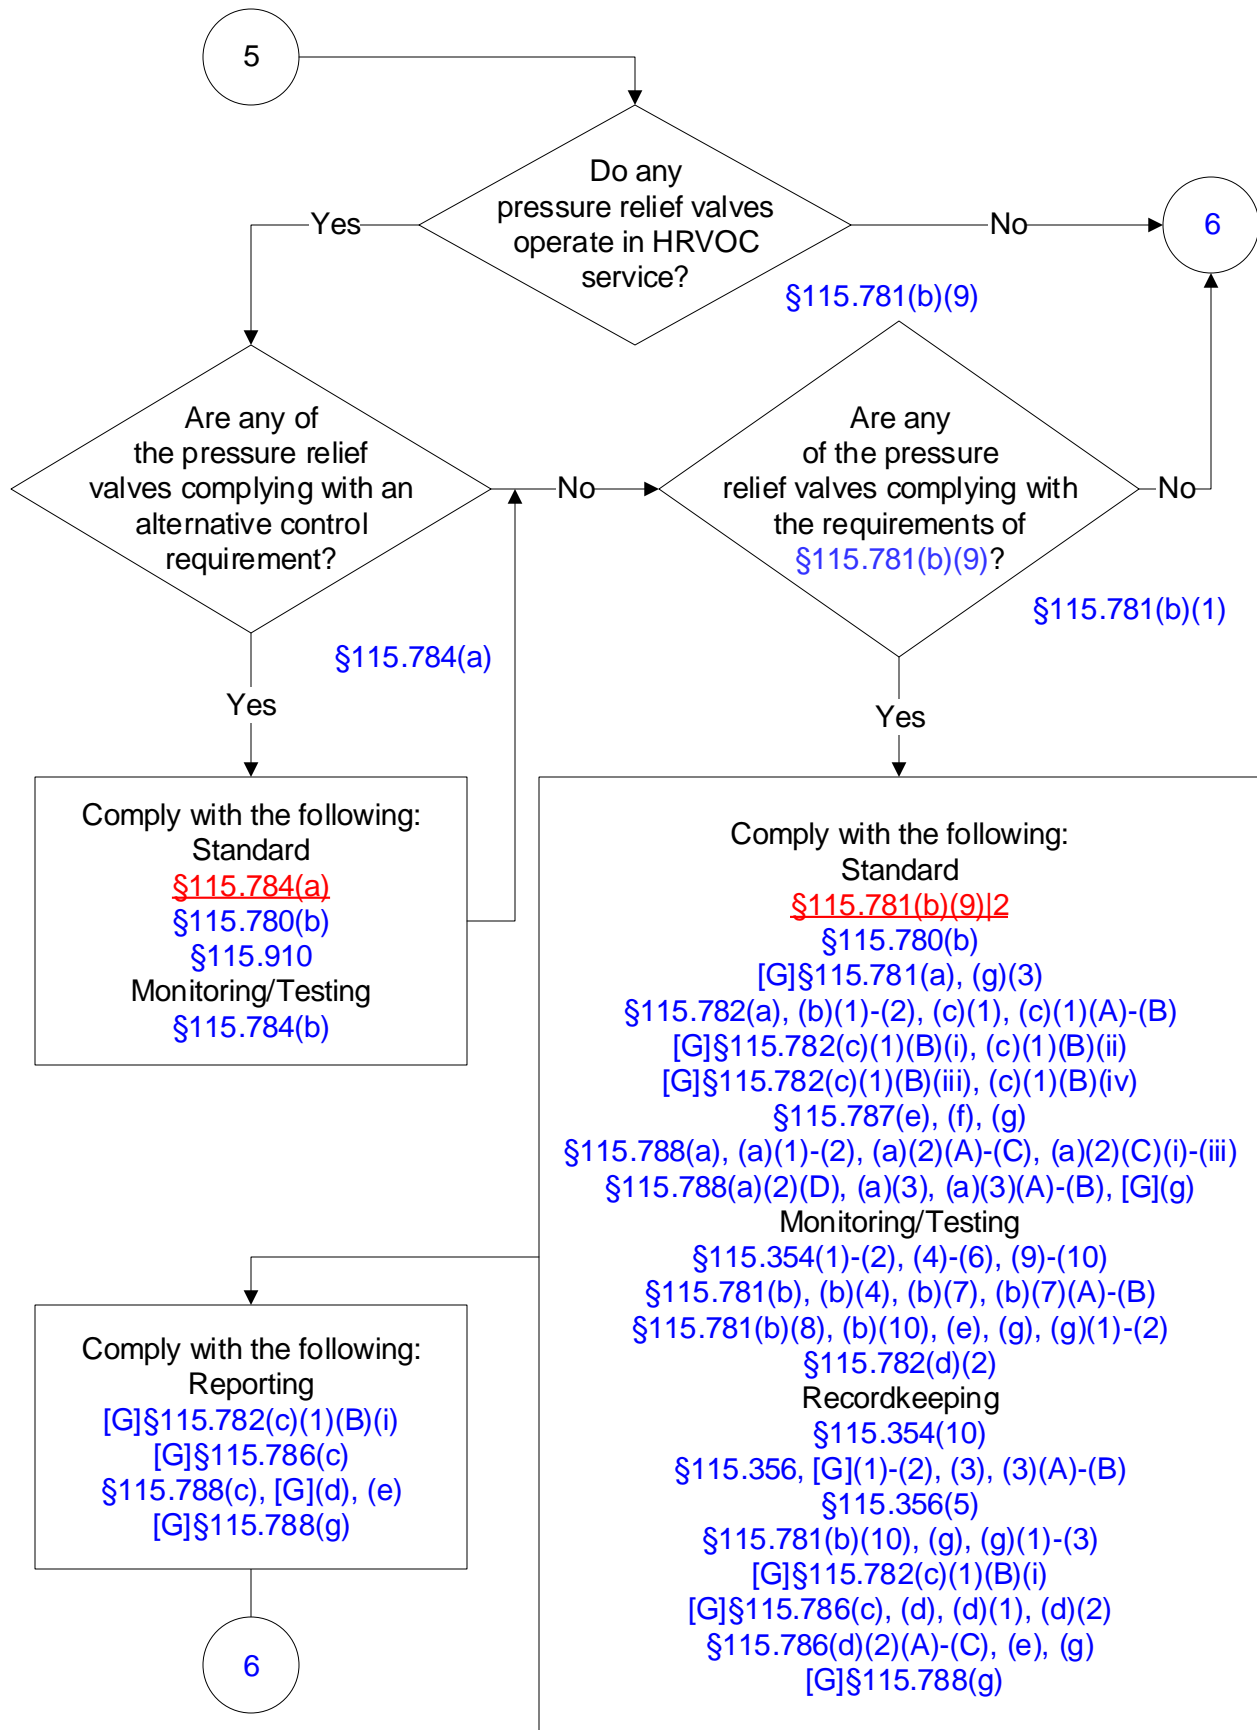 5
Do any
pressure relief valves
operate in HRVOC
service?
Yes
No
6
§115.781(b)(9)
Are any of
the pressure relief
valves complying with an
alternative control
requirement?
No
Are any
of the pressure
relief valves complying with
the requirements of
§115.781(b)(9)?
No
§115.781(b)(1)
§115.784(a)
Yes
Yes
Comply with the following:
Standard
§115.784(a)
§115.780(b)
§115.910
Monitoring/Testing
§115.784(b)
Comply with the following:
Standard
§115.781(b)(9)|2
§115.780(b)
[G]§115.781(a), (g)(3)
§115.782(a), (b)(1)-(2), (c)(1), (c)(1)(A)-(B)
[G]§115.782(c)(1)(B)(i), (c)(1)(B)(ii)
[G]§115.782(c)(1)(B)(iii), (c)(1)(B)(iv)
§115.787(e), (f), (g)
§115.788(a), (a)(1)-(2), (a)(2)(A)-(C), (a)(2)(C)(i)-(iii)
§115.788(a)(2)(D), (a)(3), (a)(3)(A)-(B), [G](g)
Monitoring/Testing
§115.354(1)-(2), (4)-(6), (9)-(10)
§115.781(b), (b)(4), (b)(7), (b)(7)(A)-(B)
§115.781(b)(8), (b)(10), (e), (g), (g)(1)-(2)
§115.782(d)(2)
Recordkeeping
§115.354(10)
§115.356, [G](1)-(2), (3), (3)(A)-(B)
§115.356(5)
§115.781(b)(10), (g), (g)(1)-(3)
[G]§115.782(c)(1)(B)(i)
[G]§115.786(c), (d), (d)(1), (d)(2)
§115.786(d)(2)(A)-(C), (e), (g)
[G]§115.788(g)
Comply with the following:
Reporting
[G]§115.782(c)(1)(B)(i)
[G]§115.786(c)
§115.788(c), [G](d), (e)
[G]§115.788(g)
6